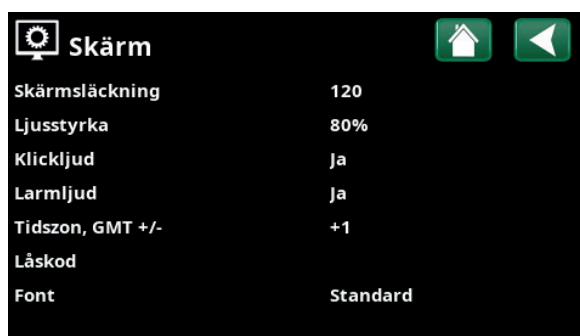 Skärm
Skärmsläckning 120
Ljusstyrka 80%
Klickljud Ja
Larmljud Ja
Tidszon, GMT +/- +1
Låskod
Font Standard